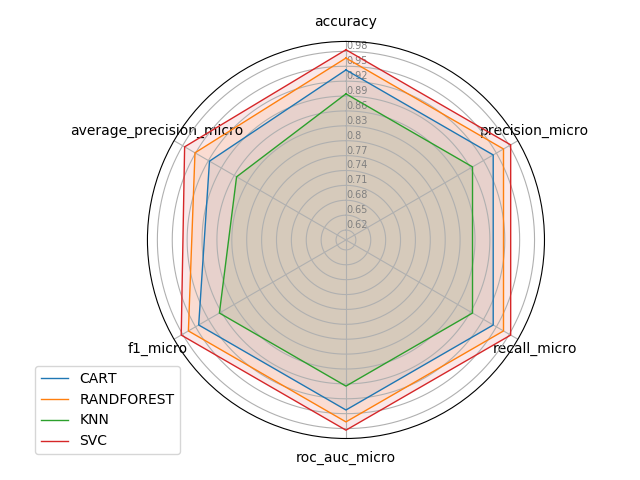 accuracy
0.98
0.95
0.92
0.89
0.86
0.83
0.8
0.77
0.74
0.71
0.68
0.65
0.62
average_precision_micro
precision_micro
f1_micro
recall_micro
roc_auc_micro
CART
RANDFOREST
KNN
SVC